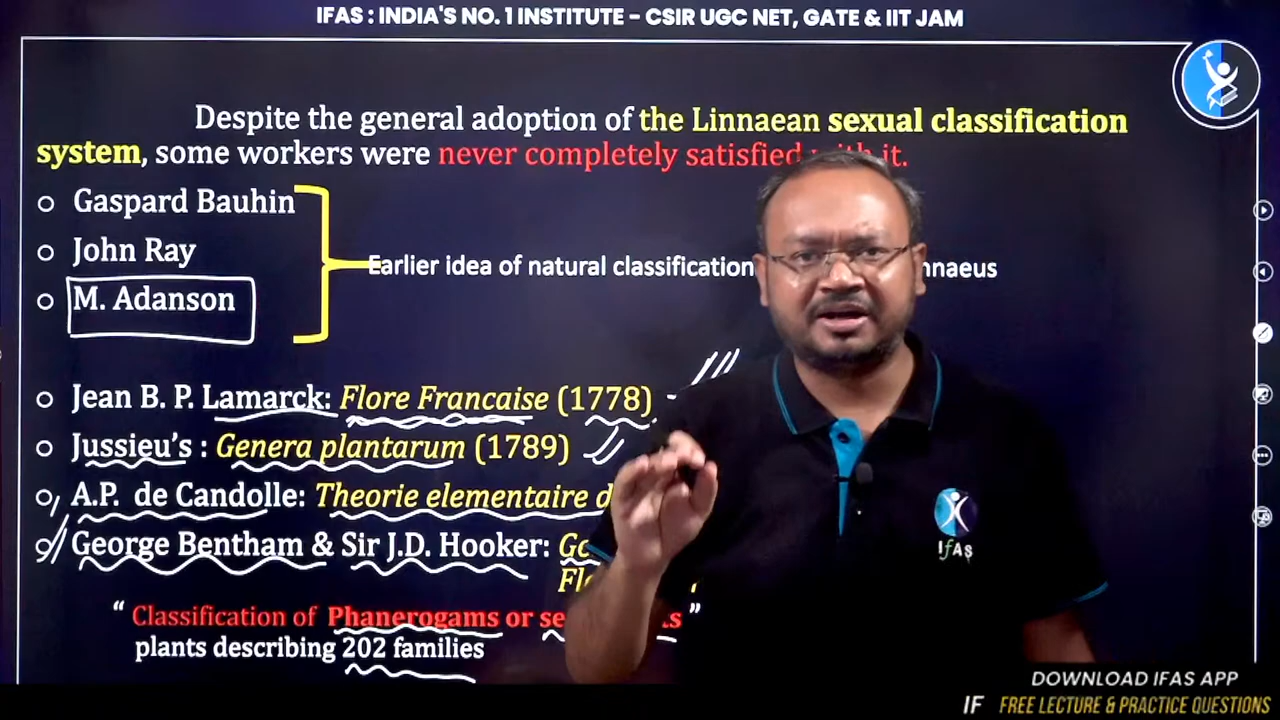 IFAS : INDIA'S NO. 1 INSTITUTE – CSIR UGC NET, GATE & IIT JAM
Despite the general adoption of the Linnaean sexual classification
system, some workers were never completely satisfied with it.
Gaspard Bauhin
John Ray
Earlier idea of natural classification
M. Adanson
Jean B. P. Lamarck: Flore Francaise (1778)
Jussieu's : Genera plantarum (1789)
A.P. de Candolle: Theorie elementaire
George Bentham & Sir J.D. Hooker:
“ Classification of Phanerogams or ”
plants describing 202 families
IFAS
DOWNLOAD IFAS APP
IF FREE LECTURE & PRACTICE QUESTIONS